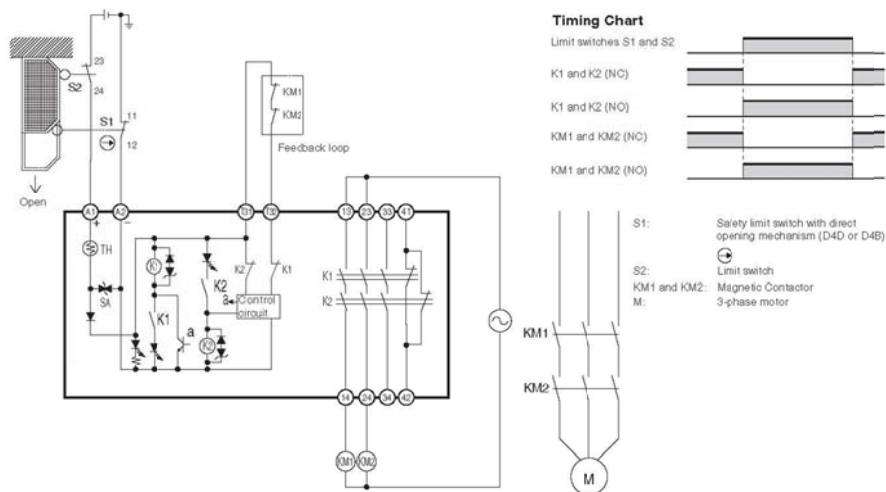 Timing Chart
Limit switches S1 and S2
K1 and K2 (NC)
K1 and K2 (NO)
KM1 and KM2 (NC)
KM1 and KM2 (NO)
23
S2
24
11
S1
12
Open
KM1
KM2
Feedback loop
A1
A2
T31
T32
13
23
33
41
+
−
TH
SA
K1
K1
a
K2
K2
K2
K1
a
Control
circuit
K1
K2
14
24
34
42
KM1
KM2
KM1
KM2
M
S1: Safety limit switch with direct
opening mechanism (D4D or D4B)
S2: Limit switch
KM1 and KM2: Magnetic Contactor
M: 3-phase motor